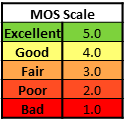 MOS Scale
Excellent 5.0
Good 4.0
Fair 3.0
Poor 2.0
Bad 1.0